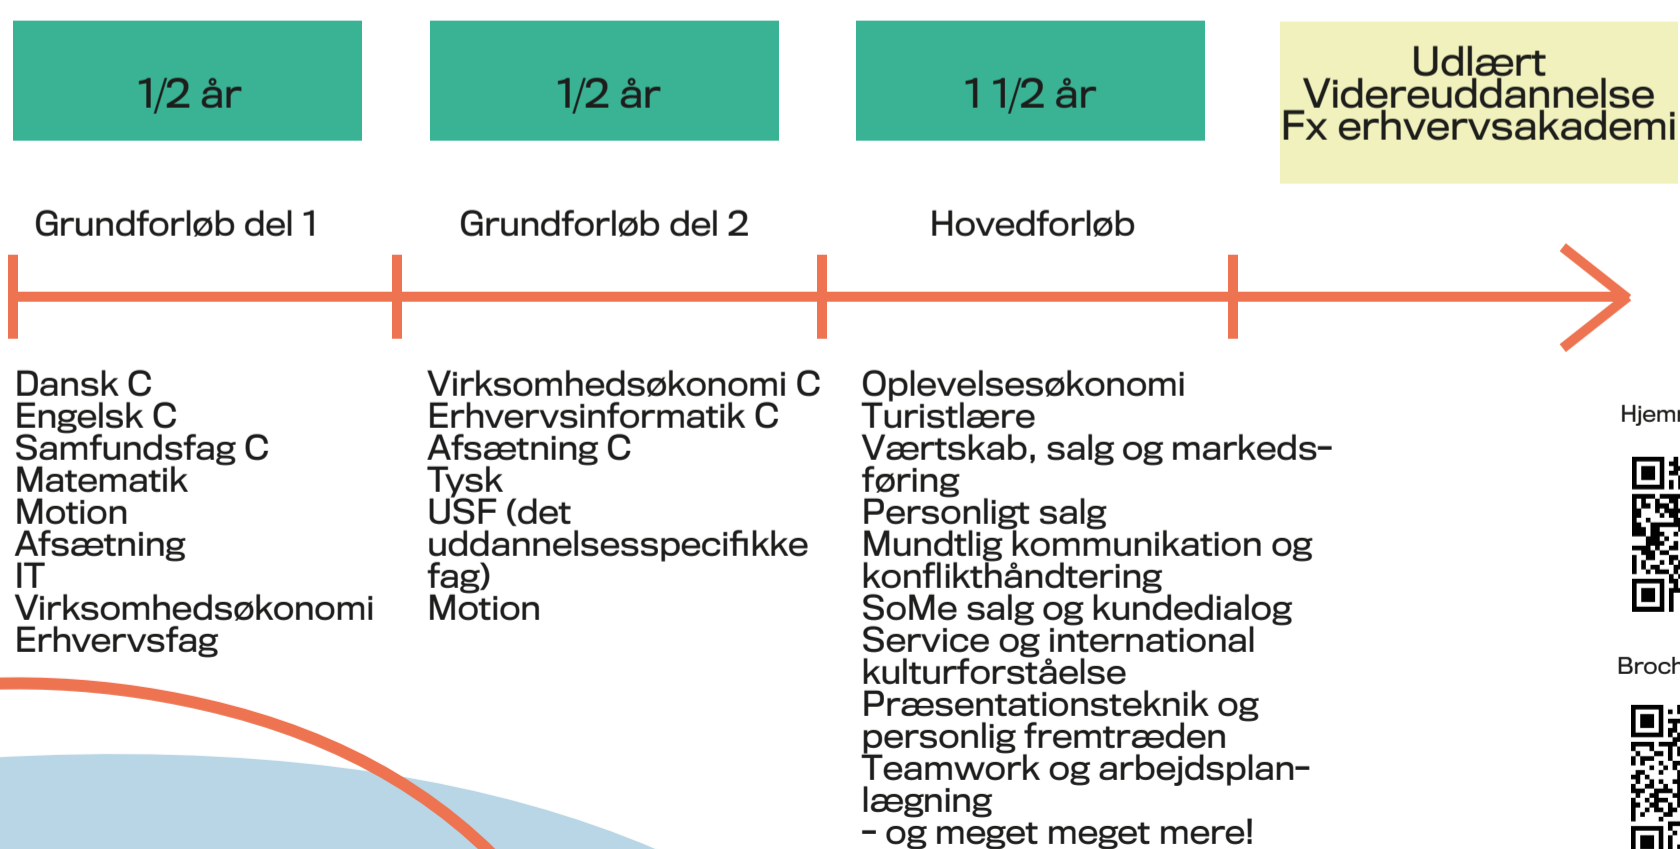 1/2 år
1/2 år
1 1/2 år
Udlært
Videreuddannelse
Fx erhvervsakademi
Grundforløb del 1
Grundforløb del 2
Hovedforløb
Dansk C
Engelsk C
Samfundsfag C
Matematik
Motion
Afsætning
IT
Virksomhedsøkonomi
Erhvervsfag
Virksomhedsøkonomi C
Erhvervsinformatik C
Afsætning C
Tysk
USF (det
uddannelsesspecifikke
fag)
Motion
Oplevelsesøkonomi
Turistlære
Værtskab, salg og markeds-
føring
Personligt salg
Mundtlig kommunikation og
konflikthåndtering
SoMe salg og kundedialog
Service og international
kulturforståelse
Præsentationsteknik og
personlig fremtræden
Teamwork og arbejdsplan-
lægning
- og meget meget mere!